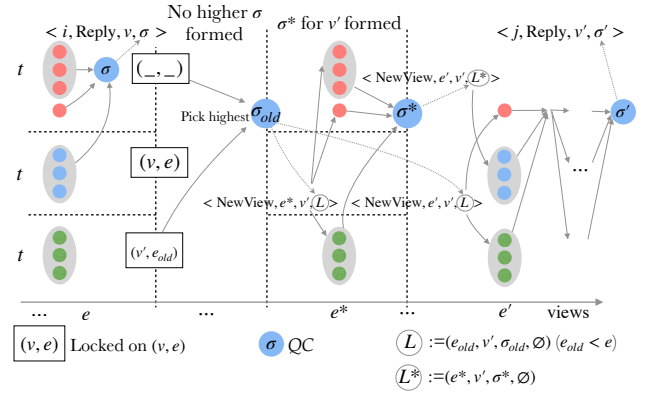 No higher σ formed
σ* for v′ formed
< i, Reply, v, σ >
< j, Reply, v′, σ′ >
t
σ
(_,_)
< NewView, e′, v′, L* >
Pick highest
σold
σ*
σ′
t
(v, e)
...
< NewView, e*, v′, L >
< NewView, e′, v′, L >
t
(v′, eold)
... e ... e* ... e′ views
(v, e) Locked on (v, e)
σ QC
L :=(eold, v′, σold, ∅) (eold < e)
L* :=(e*, v′, σ*, ∅)